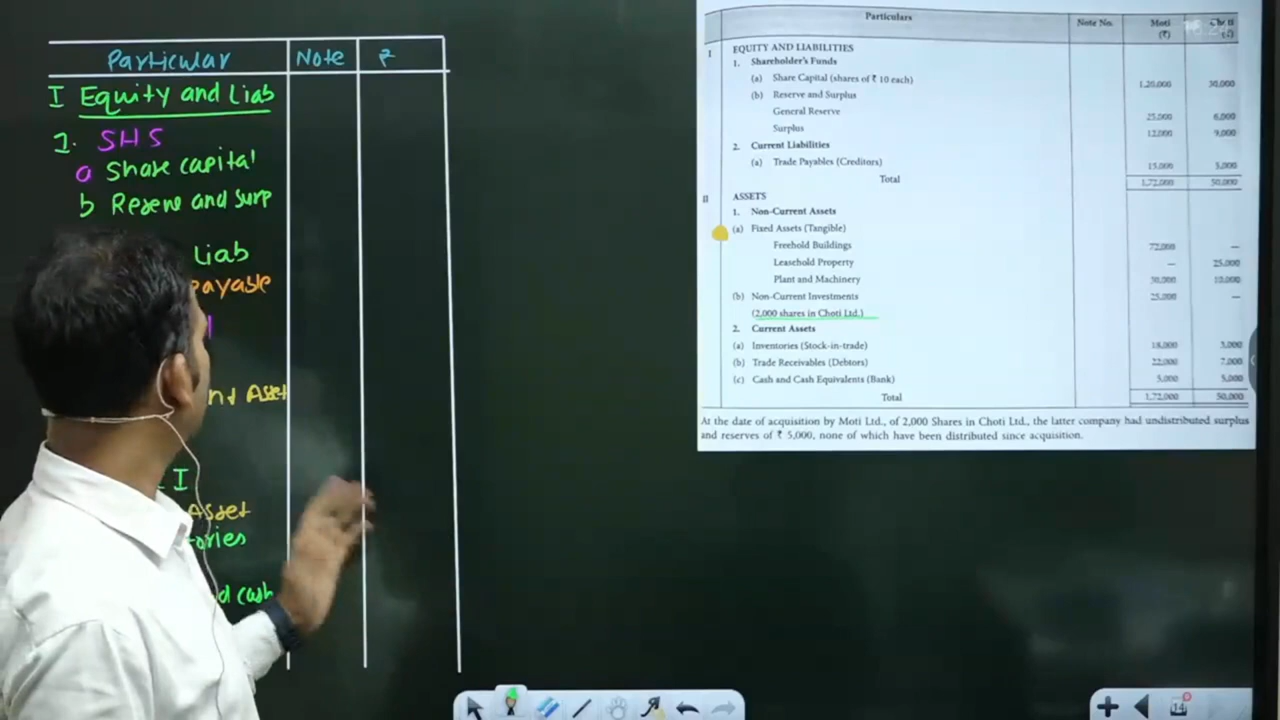 Particular Note ₹
I Equity and Liab
1. SHS
a Share capital
b Reserve and Surp
Liab
payable
nt Asset
I
Asset
ories
d cash
Particulars Note No. Moti (₹) Choti (₹)
I EQUITY AND LIABILITIES
1. Shareholder's Funds
(a) Share Capital (shares of ₹ 10 each) 1,20,000 30,000
(b) Reserve and Surplus
General Reserve 25,000 6,000
Surplus 12,000 9,000
2. Current Liabilities
(a) Trade Payables (Creditors) 15,000 5,000
Total 1,72,000 50,000
II ASSETS
1. Non-Current Assets
(a) Fixed Assets (Tangible)
Freehold Buildings 72,000 —
Leasehold Property — 25,000
Plant and Machinery 30,000 10,000
(b) Non-Current Investments 25,000 —
(2,000 shares in Choti Ltd.)
2. Current Assets
(a) Inventories (Stock-in-trade) 18,000 3,000
(b) Trade Receivables (Debtors) 22,000 7,000
(c) Cash and Cash Equivalents (Bank) 5,000 5,000
Total 1,72,000 50,000
At the date of acquisition by Moti Ltd., of 2,000 Shares in Choti Ltd., the latter company had undistributed surplus
and reserves of ₹ 5,000, none of which have been distributed since acquisition.
14